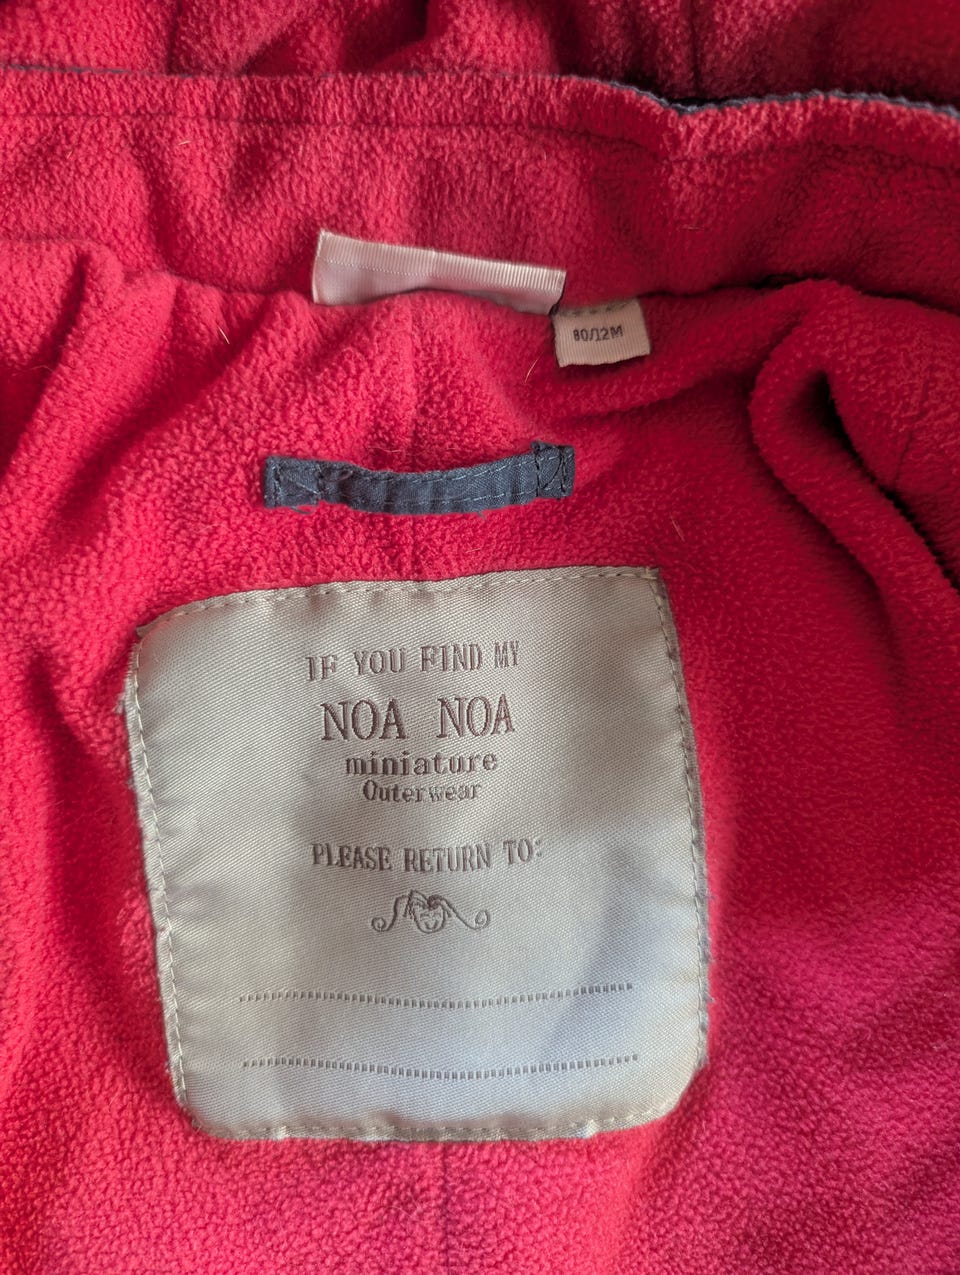 80/12M
IF YOU FIND MY
NOA NOA
miniature
Outerwear
PLEASE RETURN TO: